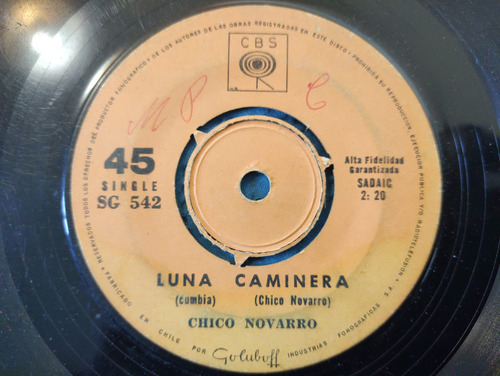 RESERVADOS TODOS LOS DERECHOS DEL PRODUCTOR FONOGRAFICO Y DE LOS AUTORES DE LAS OBRAS REGISTRADAS EN ESTE DISCO • PROHIBIDA SU REPRODUCCION, EJECUCION PUBLICA Y/O RADIOTELEFUSION
CBS
M P C
45
SINGLE
SG 542
Alta Fidelidad
Garantizada
SADAIC
2: 20
LUNA CAMINERA
(cumbia) (Chico Novarro)
CHICO NOVARRO
• FABRICADO EN CHILE POR Goluboff INDUSTRIAS FONOGRAFICAS S.A. •